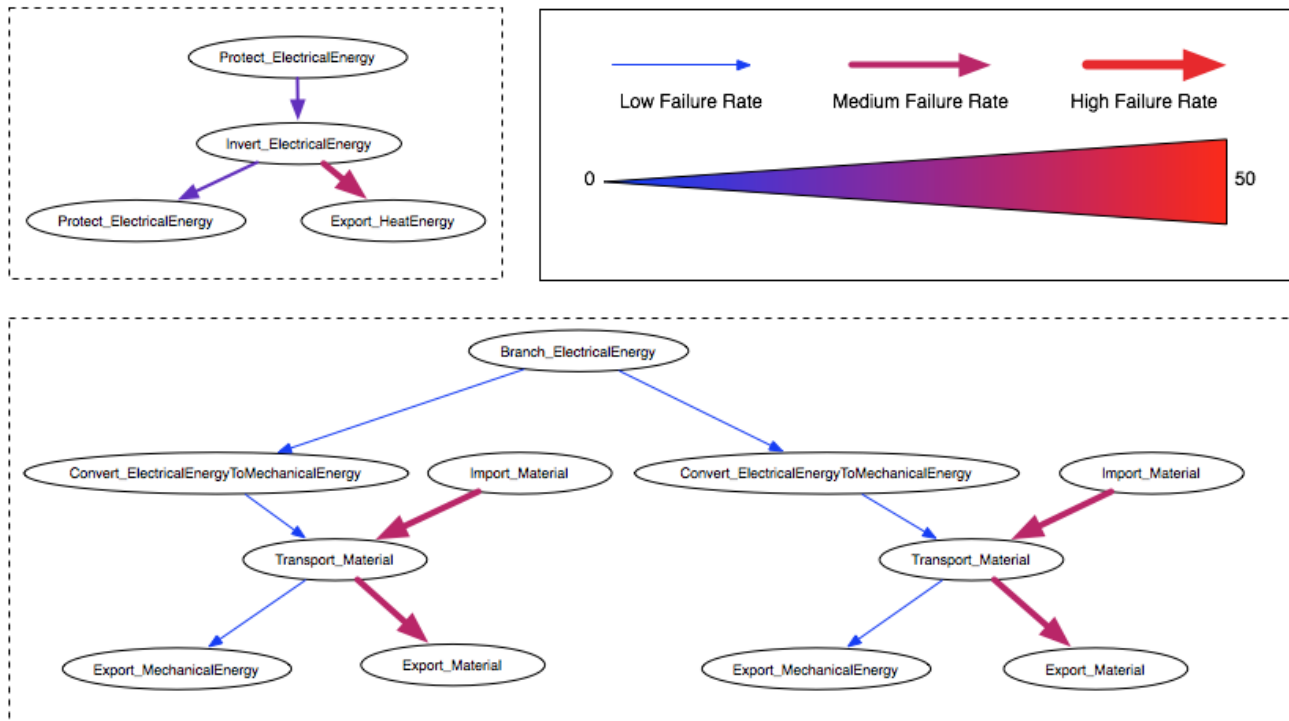 Protect_ElectricalEnergy
Invert_ElectricalEnergy
Protect_ElectricalEnergy
Export_HeatEnergy
Low Failure Rate
Medium Failure Rate
High Failure Rate
0
50
Branch_ElectricalEnergy
Convert_ElectricalEnergyToMechanicalEnergy
Import_Material
Convert_ElectricalEnergyToMechanicalEnergy
Import_Material
Transport_Material
Transport_Material
Export_MechanicalEnergy
Export_Material
Export_MechanicalEnergy
Export_Material